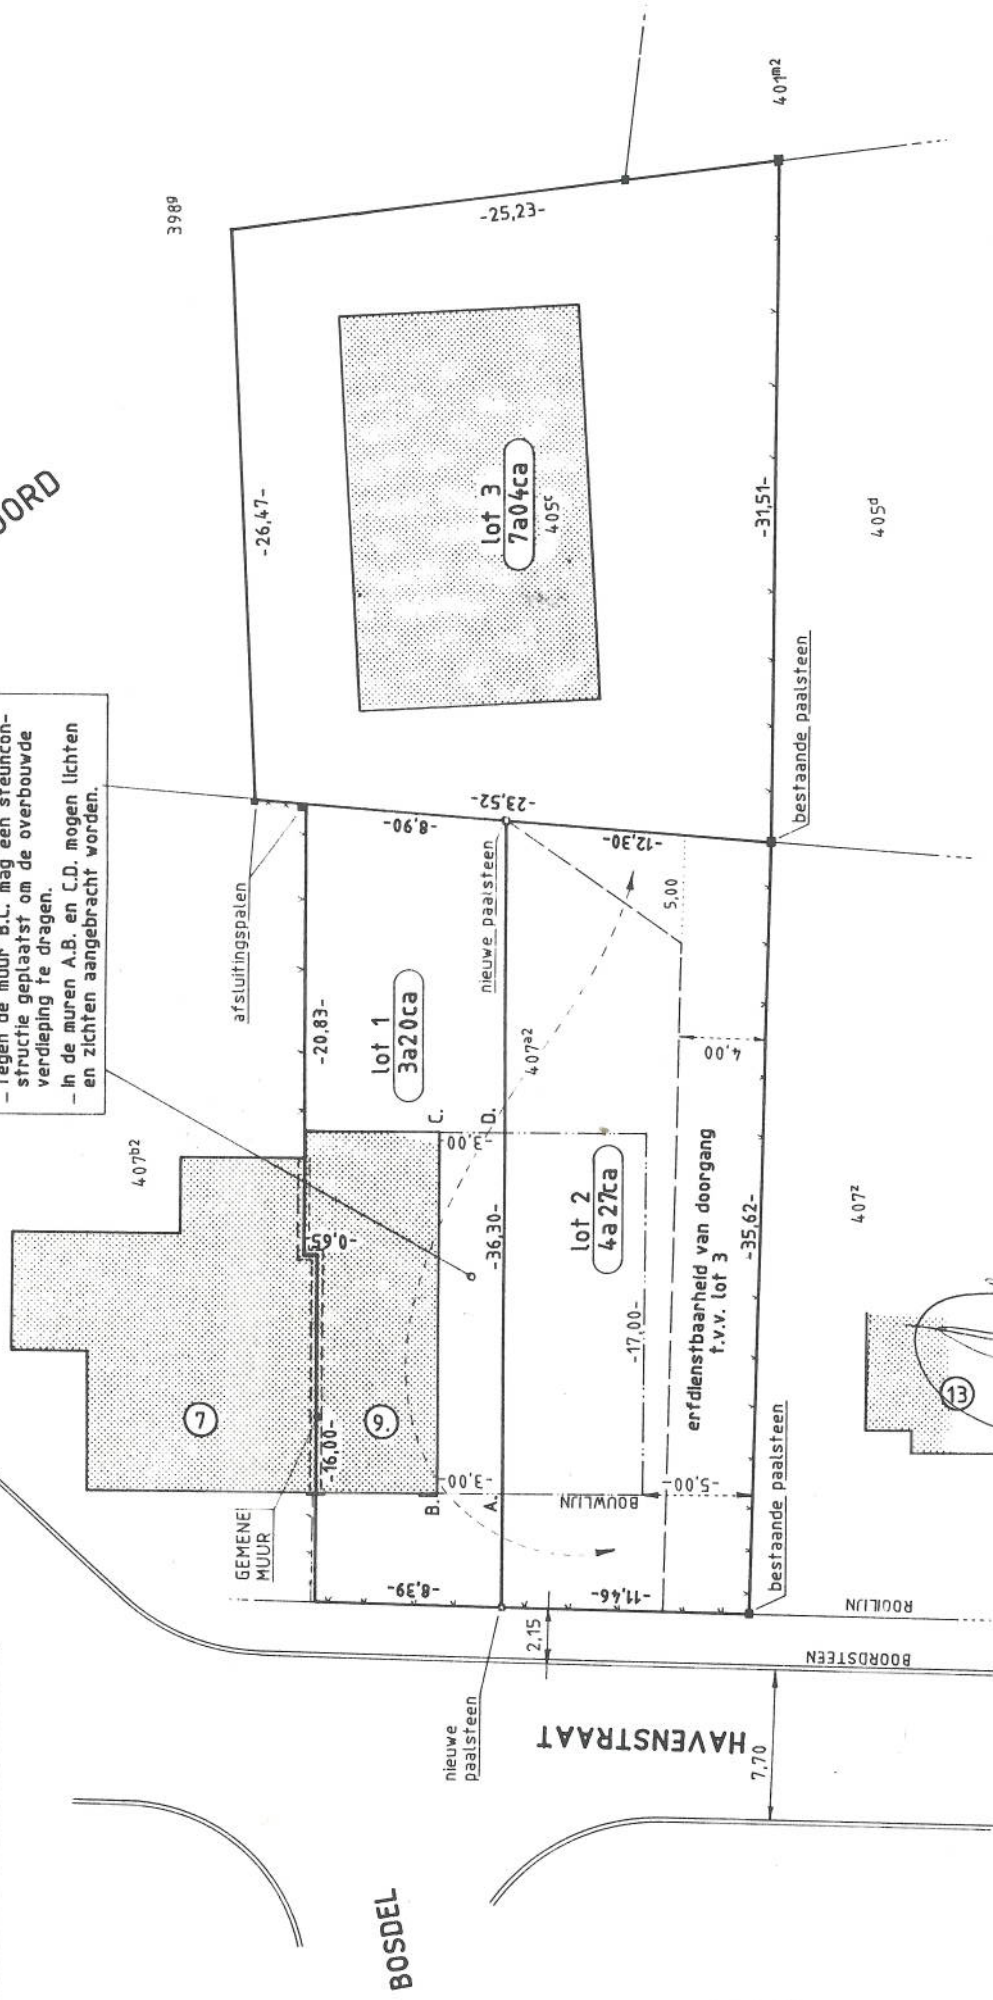 - Tegen de muur B.C. mag een steuncon-
structie geplaatst om de overbouwde
verdieping te dragen.
- In de muren A.B. en C.D. mogen lichten
en zichten aangebracht worden.
398g
401m2
-25,23-
-26,47-
lot 3
7a04ca
405c
-31,51-
405d
bestaande paalsteen
afsluitingspalen
-23,52-
-8,90-
-12,30-
nieuwe paalsteen
5,00
407b2
-20,83-
lot 1
3a20ca
407a2
4,00
C.
D.
-3,00-
-0,65-
-36,30-
lot 2
4a27ca
erfdienstbaarheid van doorgang
t.v.v. lot 3
-35,62-
407z
7
9.
13
-17,00-
-16,00-
GEMENE
MUUR
B.
A.
-3,00-
BOUWLIJN
-5,00-
bestaande paalsteen
-8,39-
-11,46-
ROOILIJN
2,15
BOORDSTEEN
nieuwe
paalsteen
HAVENSTRAAT
7,70
BOSDEL